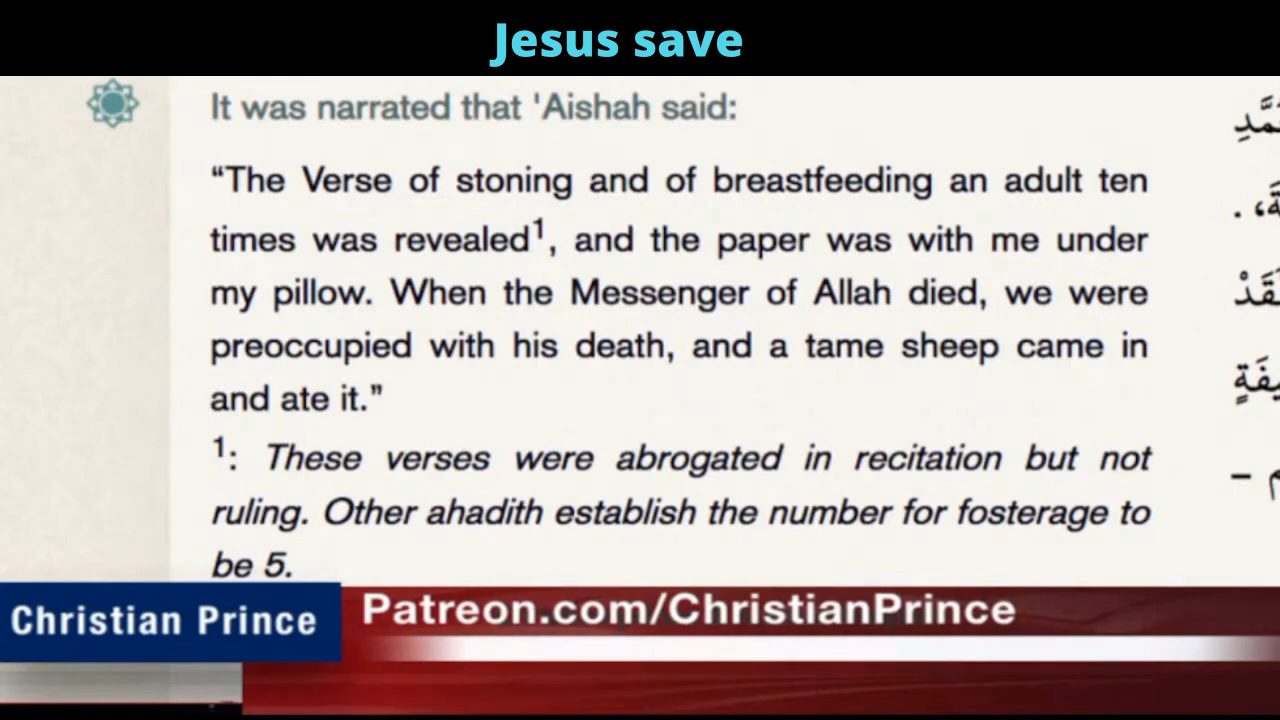 Jesus save
It was narrated that 'Aishah said:
“The Verse of stoning and of breastfeeding an adult ten
times was revealed¹, and the paper was with me under
my pillow. When the Messenger of Allah died, we were
preoccupied with his death, and a tame sheep came in
and ate it.”
¹: These verses were abrogated in recitation but not
ruling. Other ahadith establish the number for fosterage to
be 5.
Christian Prince
Patreon.com/ChristianPrince